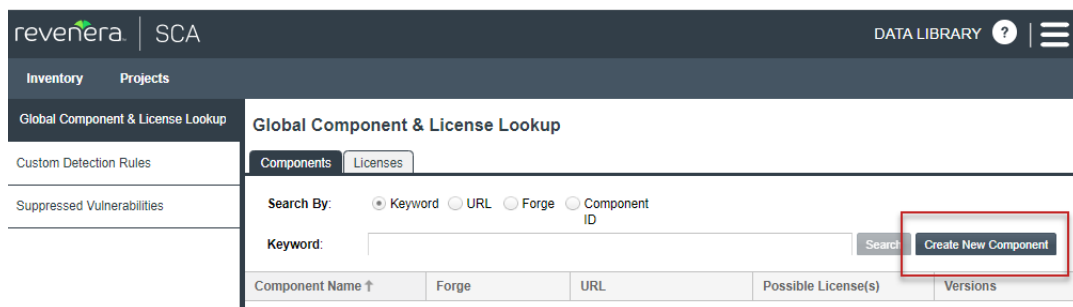 revenera. SCA
DATA LIBRARY ?
Inventory Projects
Global Component & License Lookup
Custom Detection Rules
Suppressed Vulnerabilities
Global Component & License Lookup
Components Licenses
Search By: Keyword URL Forge Component ID
Keyword: Search Create New Component
Component Name ↑ Forge URL Possible License(s) Versions